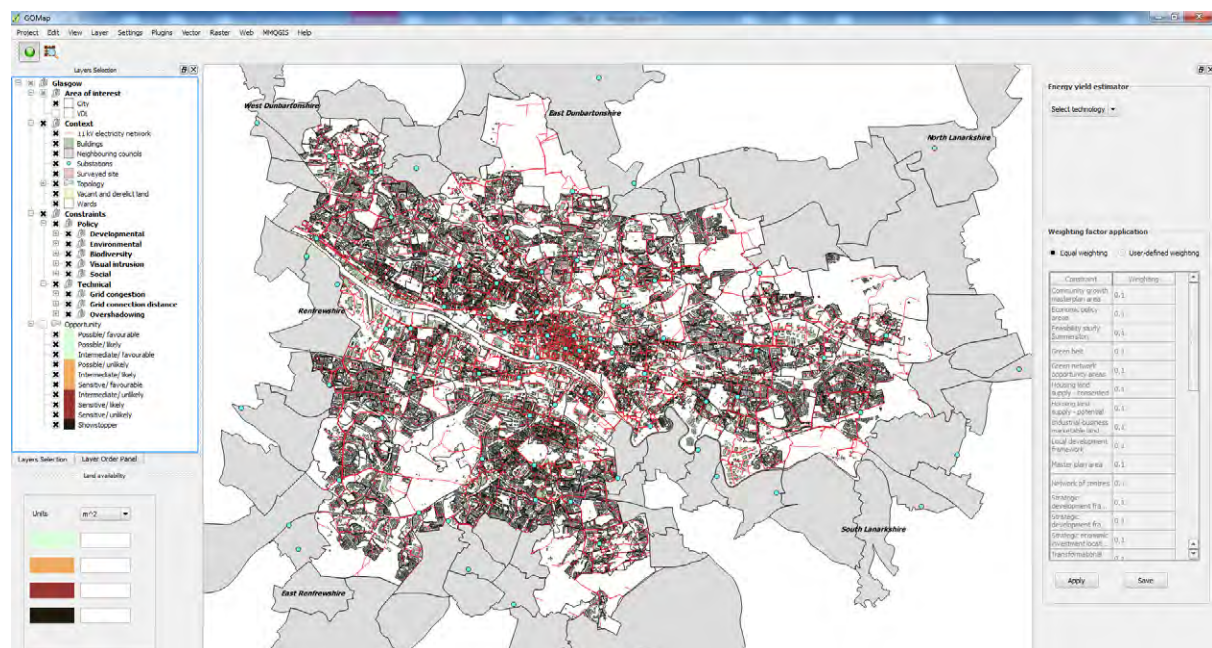 GOMap
Project Edit View Layer Settings Plugins Vector Raster Web MMQGIS Help
Layers Selection
Glasgow
Area of interest
City
VDL
Context
11 kV electricity network
Buildings
Neighbouring councils
Substations
Surveyed site
Topology
Vacant and derelict land
Wards
Constraints
Policy
Developmental
Environmental
Biodiversity
Visual intrusion
Social
Technical
Grid congestion
Grid connection distance
Overshadowing
Opportunity
Possible/ favourable
Possible/ likely
Intermediate/ favourable
Possible/ unlikely
Intermediate/ likely
Sensitive/ favourable
Intermediate/ unlikely
Sensitive/ likely
Sensitive/ unlikely
Showstopper
Layers Selection Layer Order Panel
Land availability
Units m^2
West Dunbartonshire
East Dunbartonshire
North Lanarkshire
Renfrewshire
South Lanarkshire
East Renfrewshire
Energy yield estimator
Select technology
Weighting factor application
Equal weighting User-defined weighting
Constraint Weighting
Community growth
masterplan area 0.1
Economic policy
areas 0.1
Feasibility study
0.1
Green belt 0.1
Green network
opportunity areas 0.1
Housing land
supply - consented 0.1
Housing land
supply - potential 0.1
Industrial-business
marketable land 0.1
Local development
framework 0.1
Master plan area 0.1
Network of centres 0.1
Strategic
development fra... 0.1
Strategic
development fra... 0.1
Strategic economic
investment locati... 0.1
Transformational 0.1
Apply Save